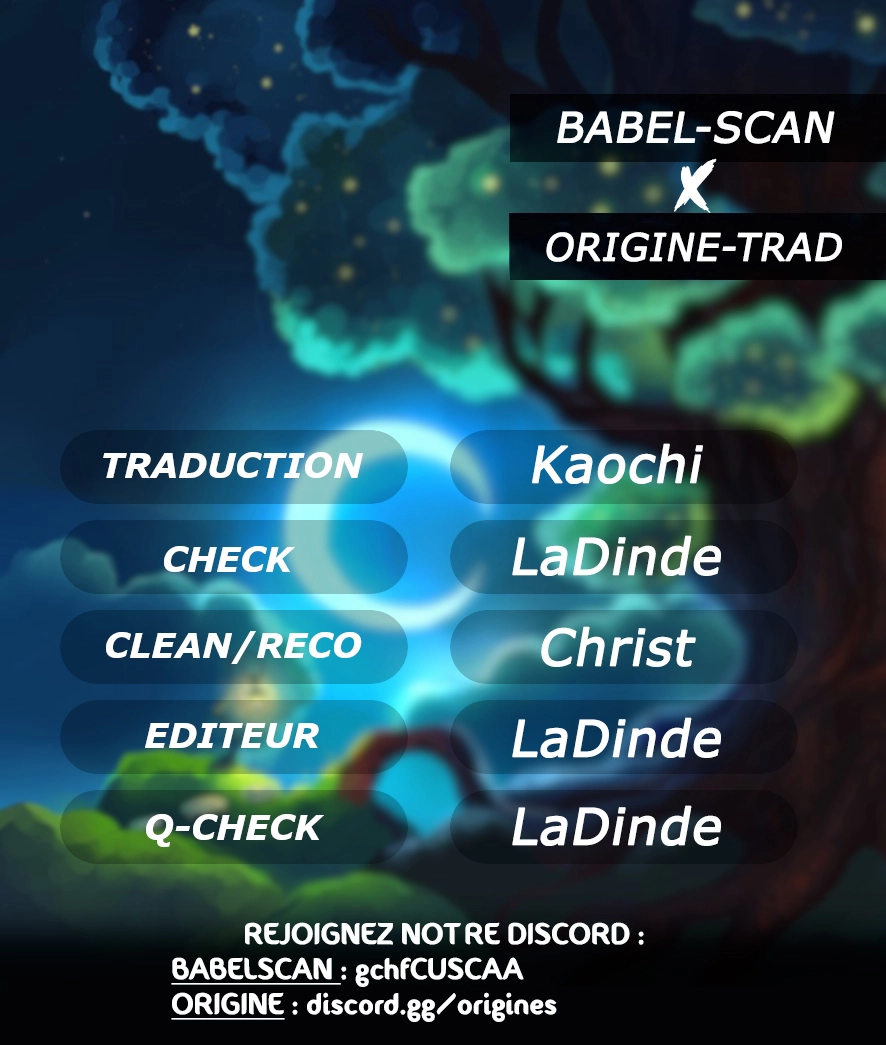 BABEL-SCAN
X
ORIGINE-TRAD
TRADUCTION Kaochi
CHECK LaDinde
CLEAN/RECO Christ
EDITEUR LaDinde
Q-CHECK LaDinde
REJOIGNEZ NOTRE DISCORD :
BABELSCAN : gchfCUSCAA
ORIGINE : discord.gg/origines